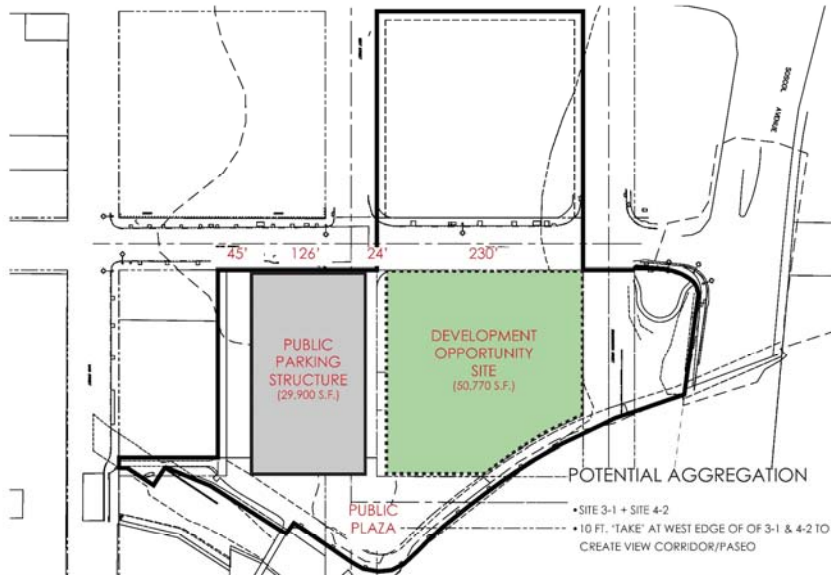 SOSCOL AVENUE
45' 126' 24' 230'
PUBLIC
PARKING
STRUCTURE
(29,900 S.F.)
DEVELOPMENT
OPPORTUNITY
SITE
(50,770 S.F.)
POTENTIAL AGGREGATION
• SITE 3-1 + SITE 4-2
• 10 FT. 'TAKE' AT WEST EDGE OF OF 3-1 & 4-2 TO
CREATE VIEW CORRIDOR/PASEO
PUBLIC
PLAZA